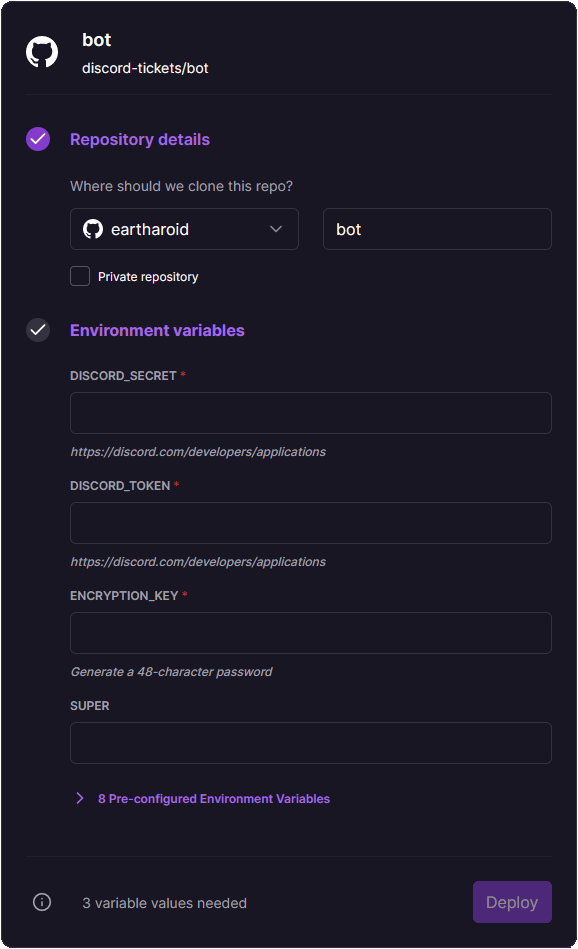 bot
discord-tickets/bot
Repository details
Where should we clone this repo?
eartharoid
bot
Private repository
Environment variables
DISCORD_SECRET *
https://discord.com/developers/applications
DISCORD_TOKEN *
https://discord.com/developers/applications
ENCRYPTION_KEY *
Generate a 48-character password
SUPER
8 Pre-configured Environment Variables
3 variable values needed
Deploy